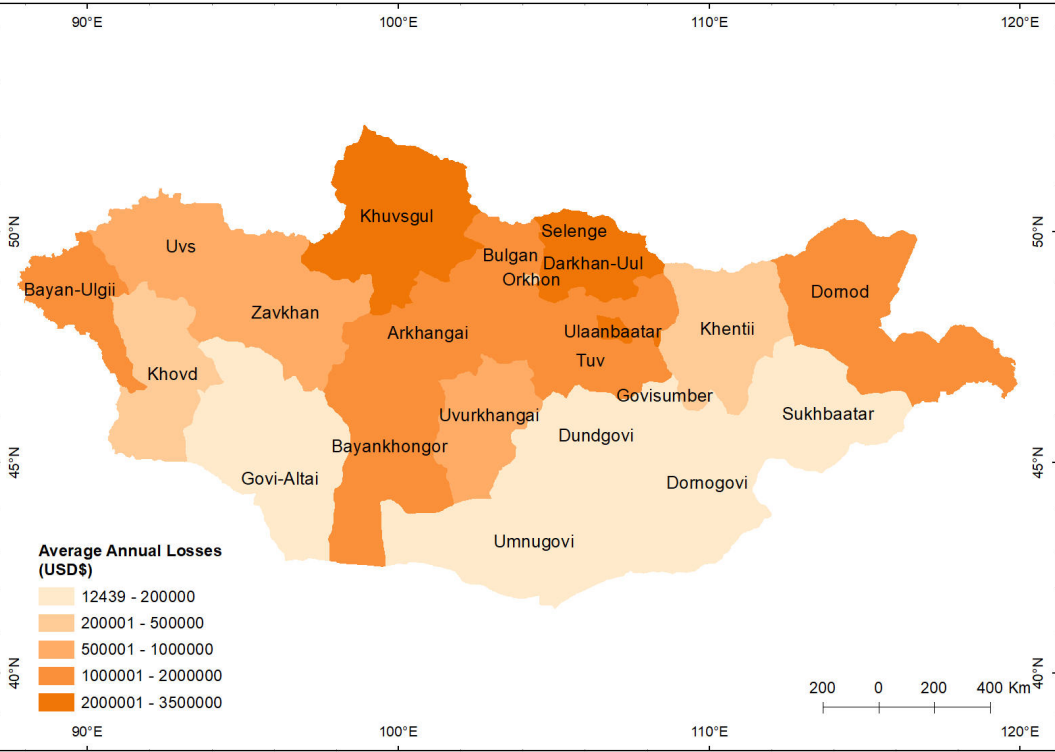 90°E 100°E 110°E 120°E
50°N 50°N
Khuvsgul
Selenge
Uvs
Bulgan
Darkhan-Uul
Orkhon
Bayan-Ulgii
Dornod
Zavkhan
Arkhangai
Ulaanbaatar
Khentii
Tuv
Khovd
Govisumber
Uvurkhangai
Sukhbaatar
Dundgovi
Bayankhongor
45°N 45°N
Govi-Altai
Dornogovi
Umnugovi
Average Annual Losses
(USD$)
12439 - 200000
200001 - 500000
500001 - 1000000
1000001 - 2000000
2000001 - 3500000
40°N 40°N
200 0 200 400 Km
90°E 100°E 110°E 120°E